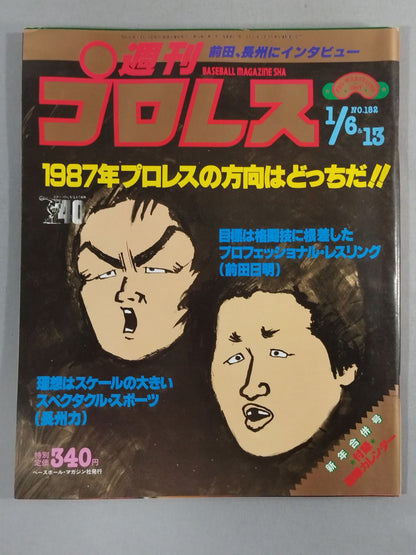 前田、長州にインタビュー
週刊
BASEBALL MAGAZINE SHA
プロレス
NO.182
1/6&13
1987年プロレスの方向はどっちだ!!
40
目標は格闘技に根差した
プロフェッショナル・レスリング
(前田日明)
理想はスケールの大きい
スペクタクル・スポーツ
(長州力)
新年合併号
特別
定価
340円
ベースボール・マガジン社発行